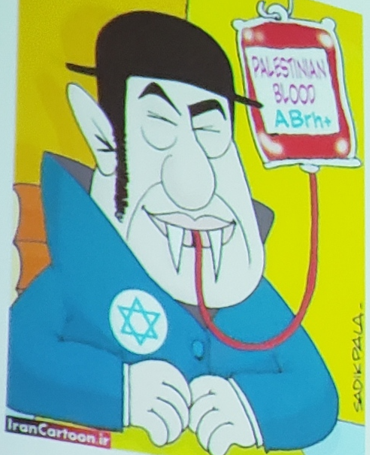 PALESTINIAN
BLOOD
ABrh+
SADIKPALA
IranCartoon.ir